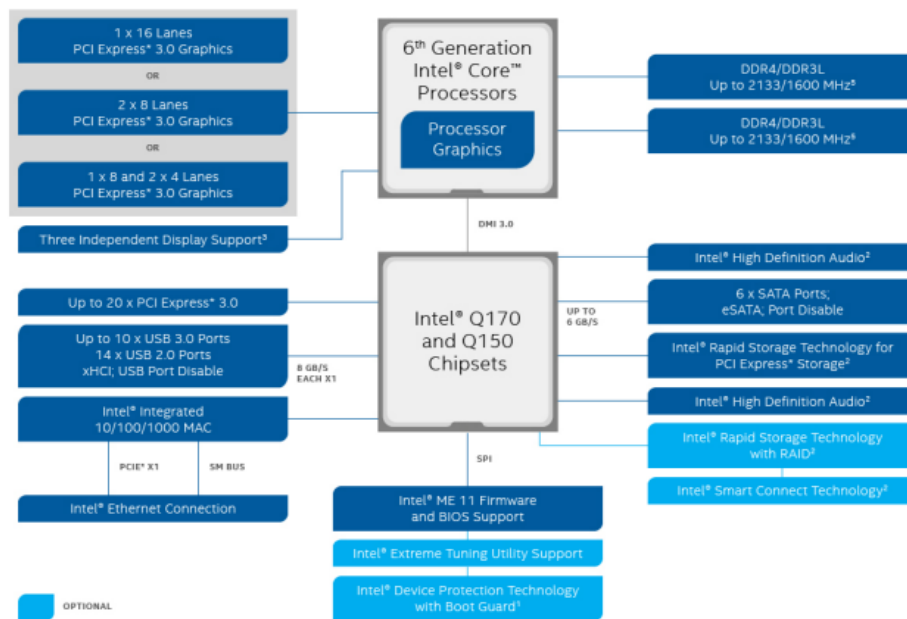 1 x 16 Lanes
PCI Express* 3.0 Graphics
OR
2 x 8 Lanes
PCI Express* 3.0 Graphics
OR
1 x 8 and 2 x 4 Lanes
PCI Express* 3.0 Graphics
Three Independent Display Support³
6th Generation
Intel® Core™
Processors
Processor
Graphics
DDR4/DDR3L
Up to 2133/1600 MHz⁵
DDR4/DDR3L
Up to 2133/1600 MHz⁵
DMI 3.0
Up to 20 x PCI Express* 3.0
Up to 10 x USB 3.0 Ports
14 x USB 2.0 Ports
xHCI; USB Port Disable
8 GB/S
EACH X1
Intel® Integrated
10/100/1000 MAC
PCIE* X1
SM BUS
Intel® Ethernet Connection
Intel® Q170
and Q150
Chipsets
UP TO
6 GB/S
Intel® High Definition Audio²
6 x SATA Ports;
eSATA; Port Disable
Intel® Rapid Storage Technology for
PCI Express* Storage²
Intel® High Definition Audio²
Intel® Rapid Storage Technology
with RAID²
Intel® Smart Connect Technology²
SPI
Intel® ME 11 Firmware
and BIOS Support
Intel® Extreme Tuning Utility Support
Intel® Device Protection Technology
with Boot Guard¹
OPTIONAL